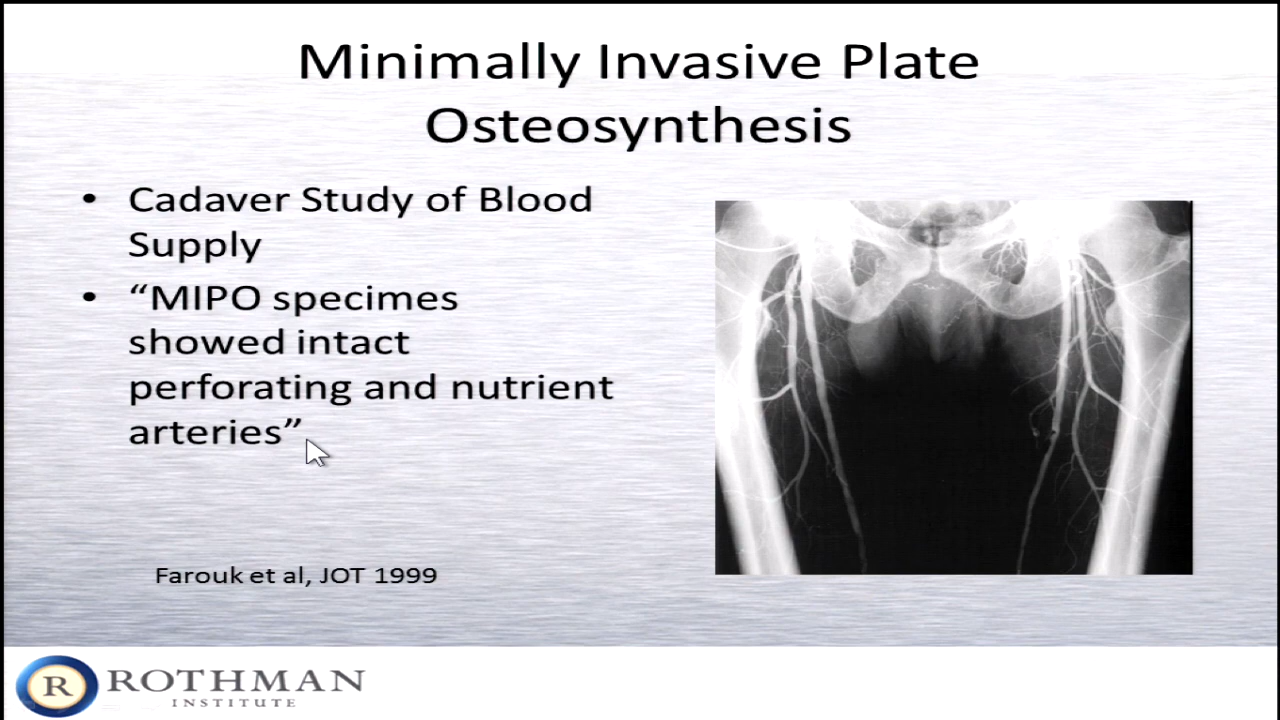 Minimally Invasive Plate
Osteosynthesis
• Cadaver Study of Blood
Supply
• “MIPO specimes
showed intact
perforating and nutrient
arteries”
Farouk et al, JOT 1999
R ROTHMAN
INSTITUTE